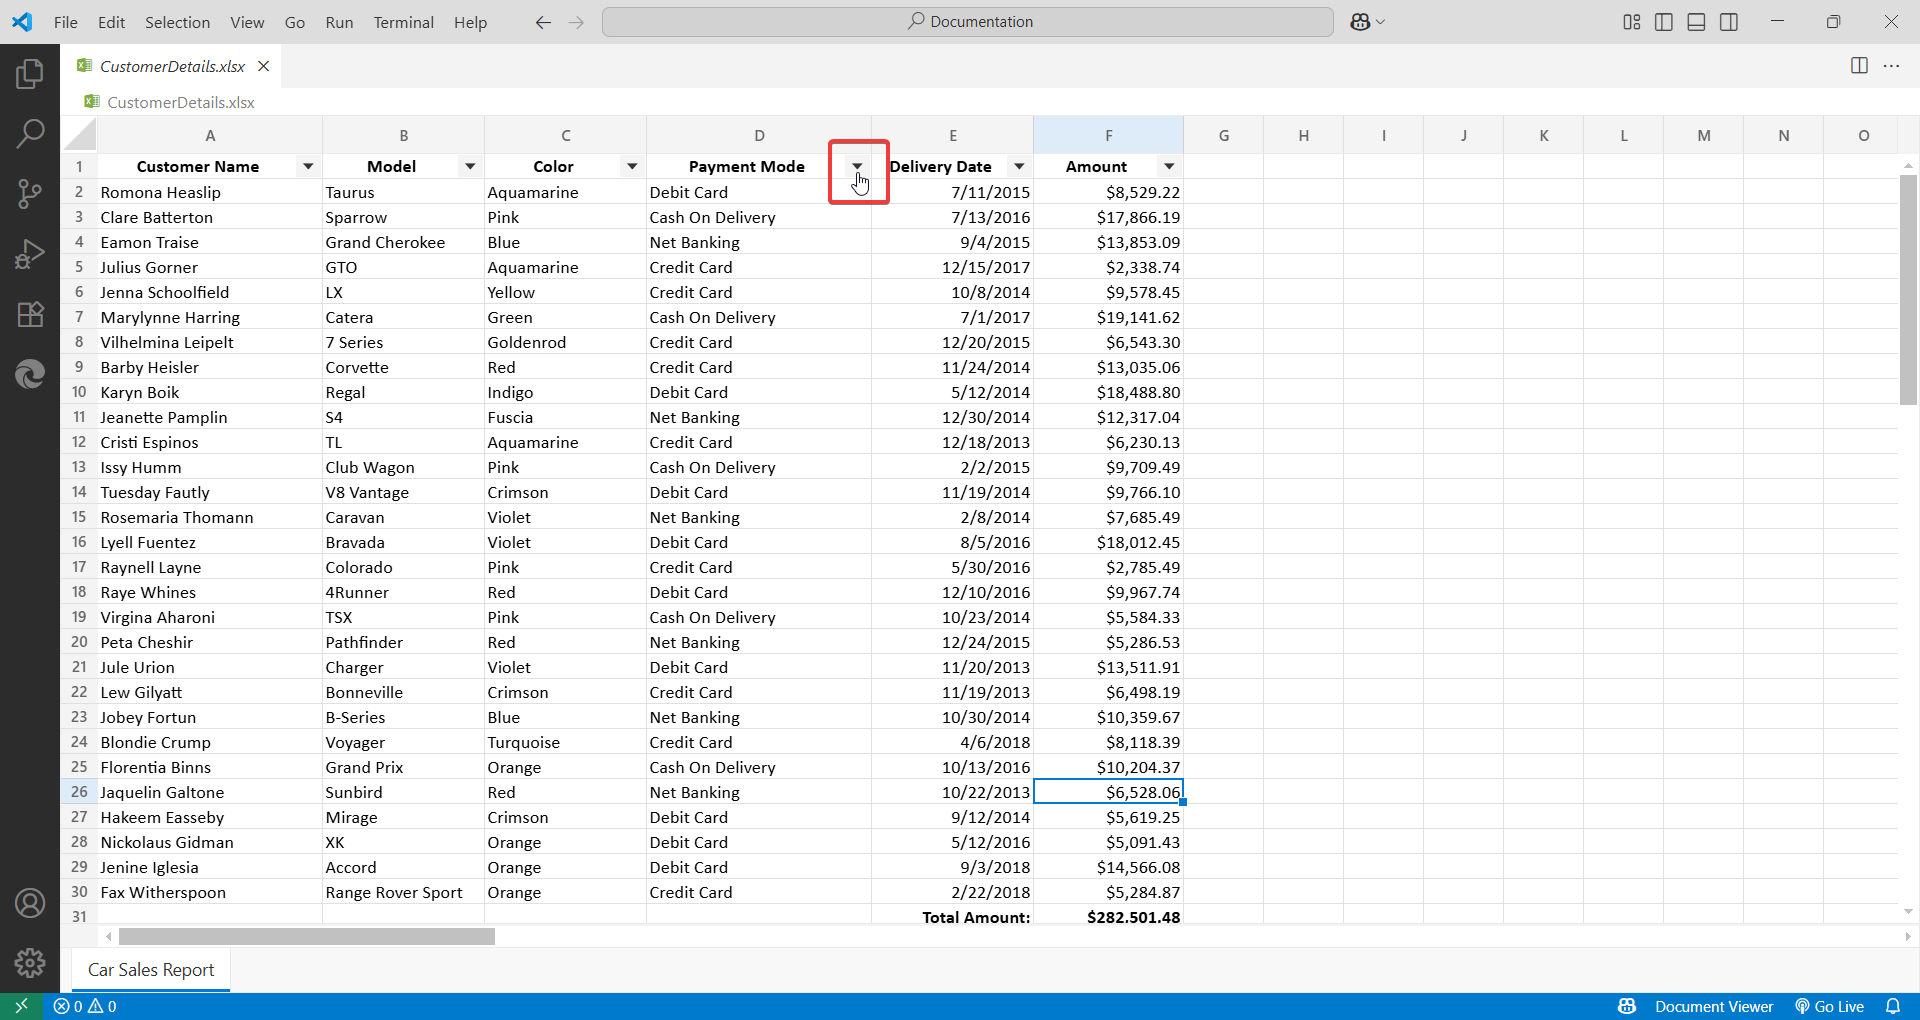 File Edit Selection View Go Run Terminal Help Documentation
CustomerDetails.xlsx
CustomerDetails.xlsx
A B C D E F G H I J K L M N O
1 Customer Name Model Color Payment Mode Delivery Date Amount
2 Romona Heaslip Taurus Aquamarine Debit Card 7/11/2015 $8,529.22
3 Clare Batterton Sparrow Pink Cash On Delivery 7/13/2016 $17,866.19
4 Eamon Traise Grand Cherokee Blue Net Banking 9/4/2015 $13,853.09
5 Julius Gorner GTO Aquamarine Credit Card 12/15/2017 $2,338.74
6 Jenna Schoolfield LX Yellow Credit Card 10/8/2014 $9,578.45
7 Marylynne Harring Catera Green Cash On Delivery 7/1/2017 $19,141.62
8 Vilhelmina Leipelt 7 Series Goldenrod Credit Card 12/20/2015 $6,543.30
9 Barby Heisler Corvette Red Credit Card 11/24/2014 $13,035.06
10 Karyn Boik Regal Indigo Debit Card 5/12/2014 $18,488.80
11 Jeanette Pamplin S4 Fuscia Net Banking 12/30/2014 $12,317.04
12 Cristi Espinos TL Aquamarine Credit Card 12/18/2013 $6,230.13
13 Issy Humm Club Wagon Pink Cash On Delivery 2/2/2015 $9,709.49
14 Tuesday Fautly V8 Vantage Crimson Debit Card 11/19/2014 $9,766.10
15 Rosemaria Thomann Caravan Violet Net Banking 2/8/2014 $7,685.49
16 Lyell Fuentez Bravada Violet Debit Card 8/5/2016 $18,012.45
17 Raynell Layne Colorado Pink Credit Card 5/30/2016 $2,785.49
18 Raye Whines 4Runner Red Debit Card 12/10/2016 $9,967.74
19 Virgina Aharoni TSX Pink Cash On Delivery 10/23/2014 $5,584.33
20 Peta Cheshir Pathfinder Red Net Banking 12/24/2015 $5,286.53
21 Jule Urion Charger Violet Debit Card 11/20/2013 $13,511.91
22 Lew Gilyatt Bonneville Crimson Credit Card 11/19/2013 $6,498.19
23 Jobey Fortun B-Series Blue Net Banking 10/30/2014 $10,359.67
24 Blondie Crump Voyager Turquoise Credit Card 4/6/2018 $8,118.39
25 Florentia Binns Grand Prix Orange Cash On Delivery 10/13/2016 $10,204.37
26 Jaquelin Galtone Sunbird Red Net Banking 10/22/2013 $6,528.06
27 Hakeem Easseby Mirage Crimson Debit Card 9/12/2014 $5,619.25
28 Nickolaus Gidman XK Orange Debit Card 5/12/2016 $5,091.43
29 Jenine Iglesia Accord Orange Debit Card 9/3/2018 $14,566.08
30 Fax Witherspoon Range Rover Sport Orange Credit Card 2/22/2018 $5,284.87
31 Total Amount: $282.501.48
Car Sales Report
0 0 Document Viewer Go Live